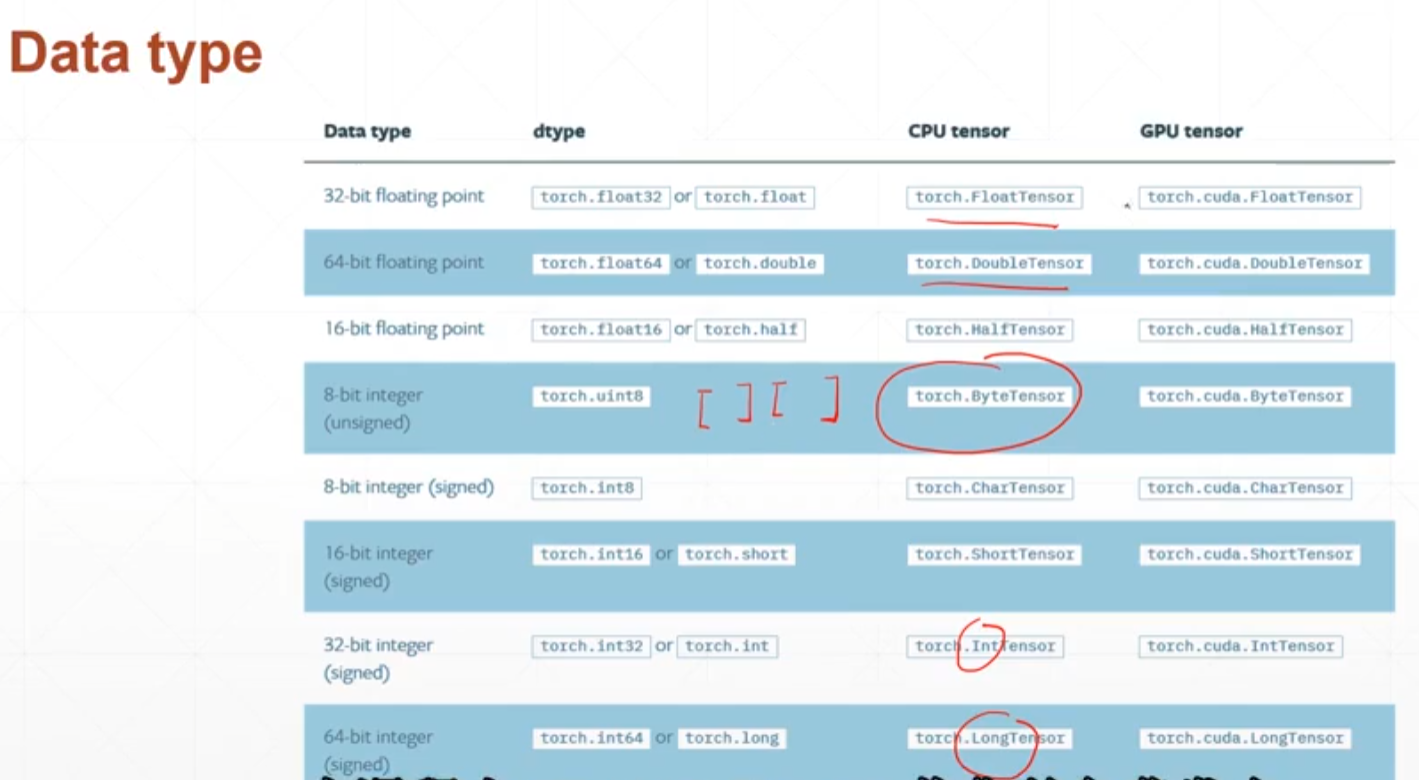 Data type
Data type dtype CPU tensor GPU tensor
32-bit floating point torch.float32 or torch.float torch.FloatTensor torch.cuda.FloatTensor
64-bit floating point torch.float64 or torch.double torch.DoubleTensor torch.cuda.DoubleTensor
16-bit floating point torch.float16 or torch.half torch.HalfTensor torch.cuda.HalfTensor
8-bit integer torch.uint8 [ ] [ ] torch.ByteTensor torch.cuda.ByteTensor
(unsigned)
8-bit integer (signed) torch.int8 torch.CharTensor torch.cuda.CharTensor
16-bit integer torch.int16 or torch.short torch.ShortTensor torch.cuda.ShortTensor
(signed)
32-bit integer torch.int32 or torch.int torch.IntTensor torch.cuda.IntTensor
(signed)
64-bit integer torch.int64 or torch.long torch.LongTensor torch.cuda.LongTensor
(signed)